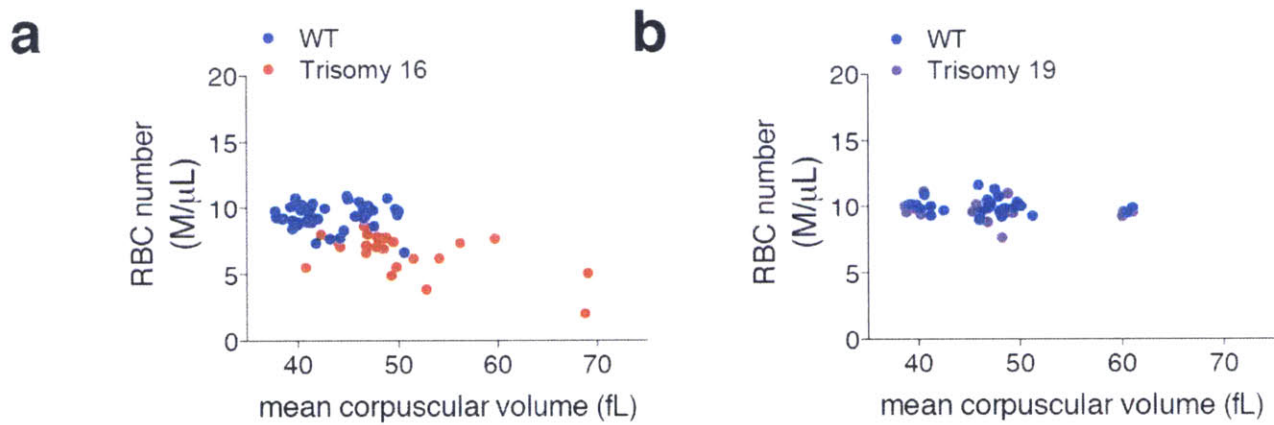 a
WT
Trisomy 16
RBC number
(M/μL)
20
15
10
5
0
40 50 60 70
mean corpuscular volume (fL)
b
WT
Trisomy 19
RBC number
(M/μL)
20
15
10
5
0
40 50 60 70
mean corpuscular volume (fL)